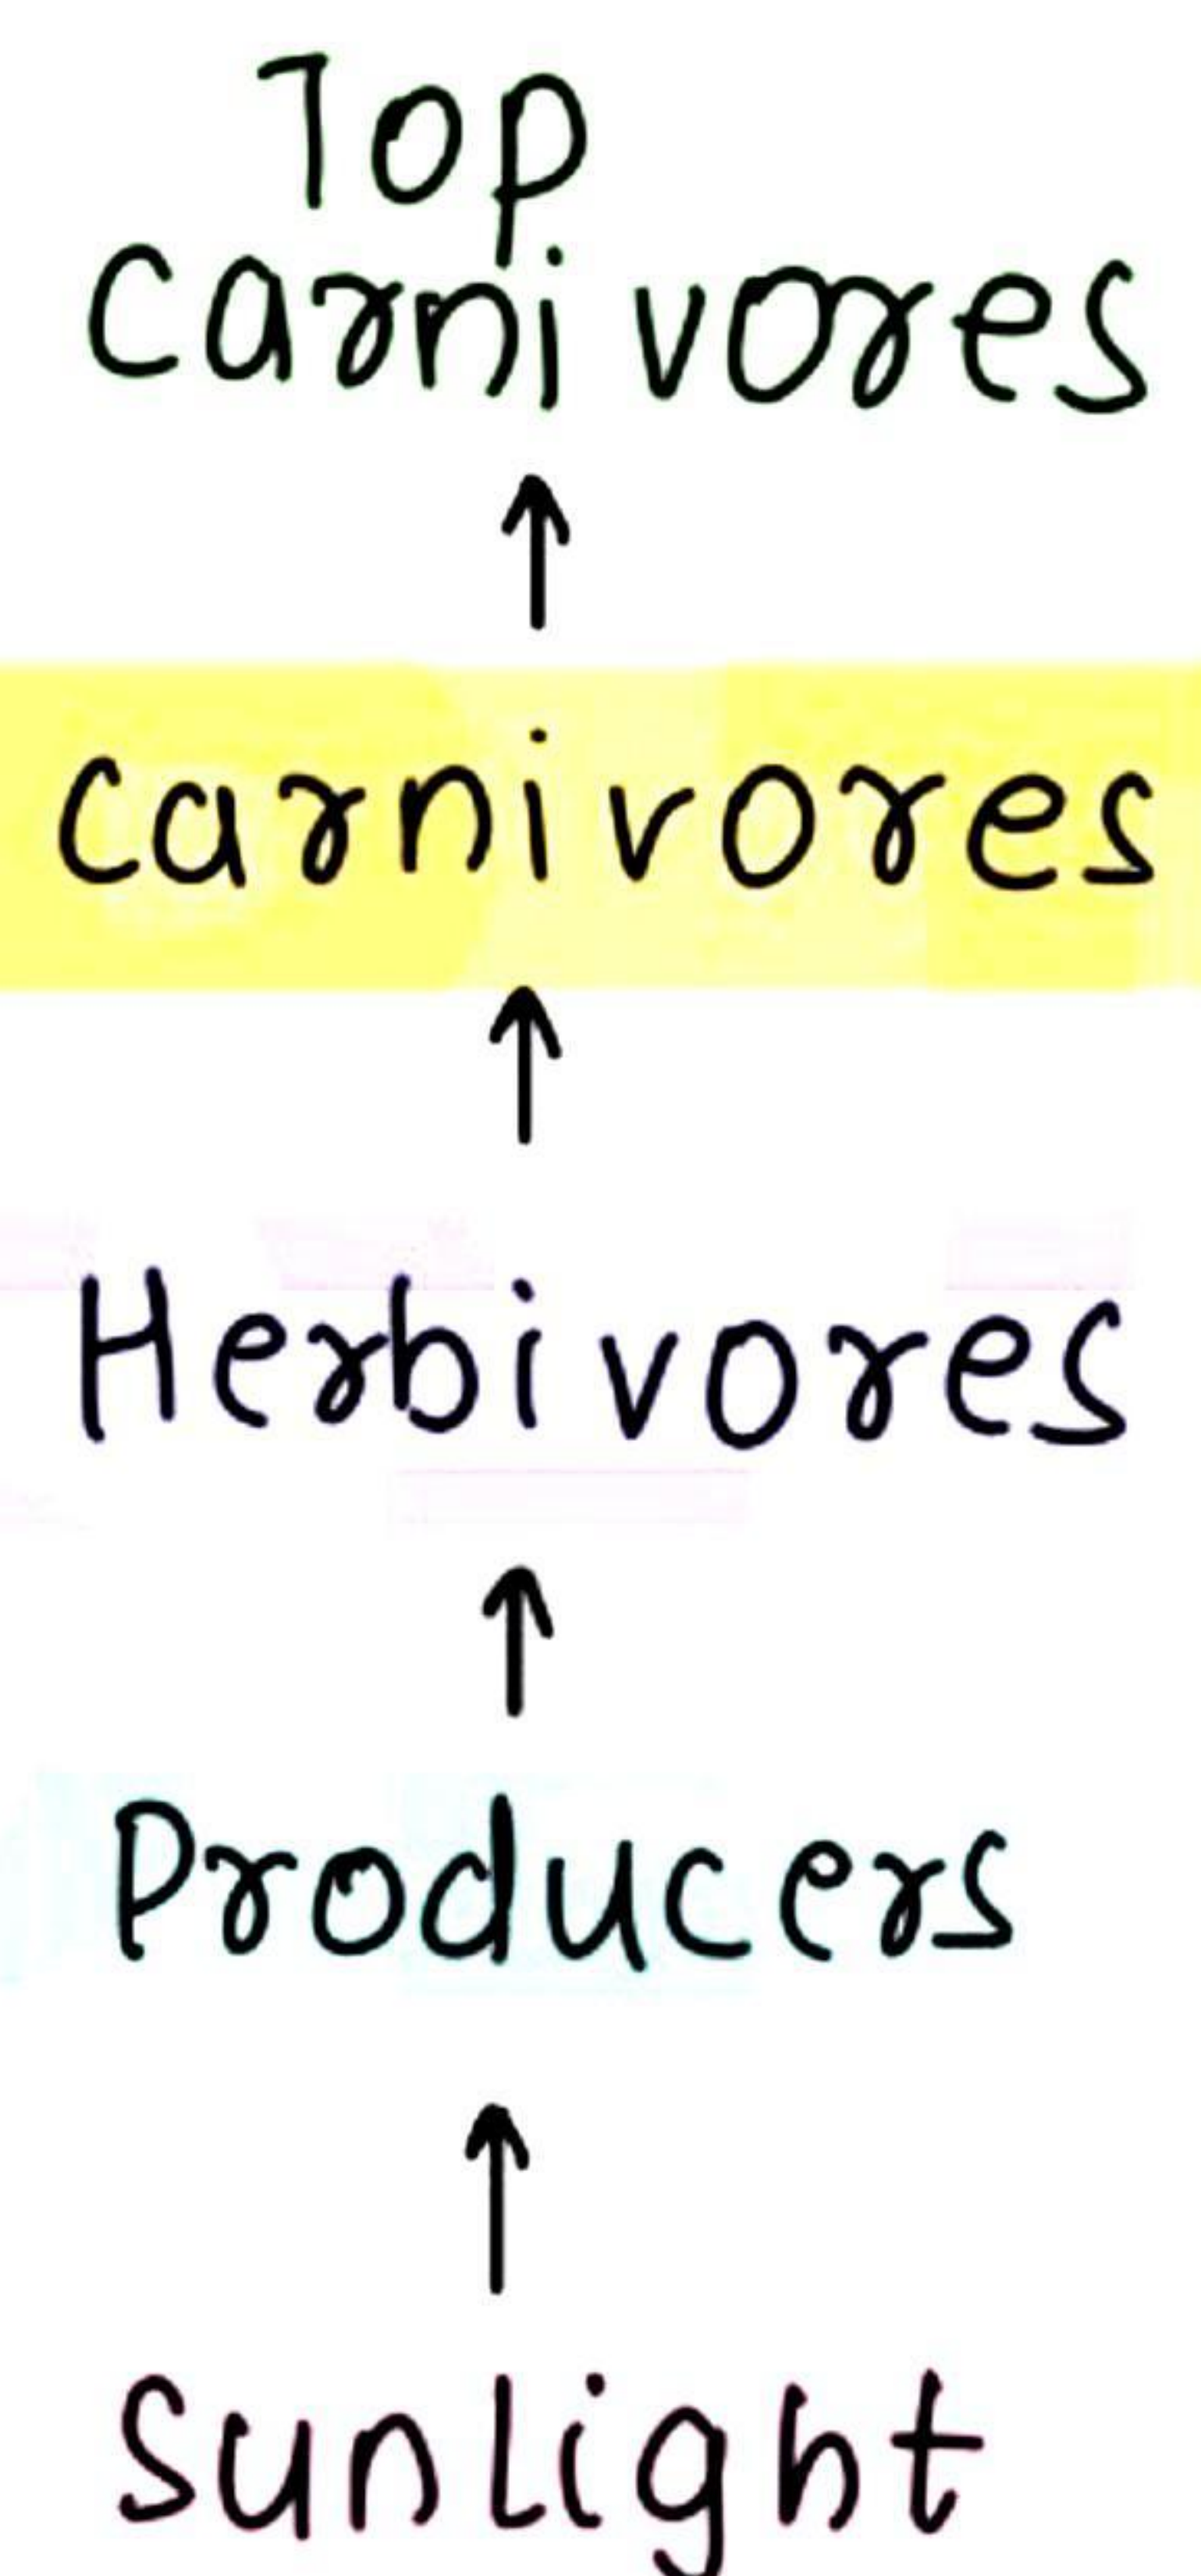 Top
Carnivores
↑
Carnivores
↑
Herbivores
↑
Producers
↑
Sunlight